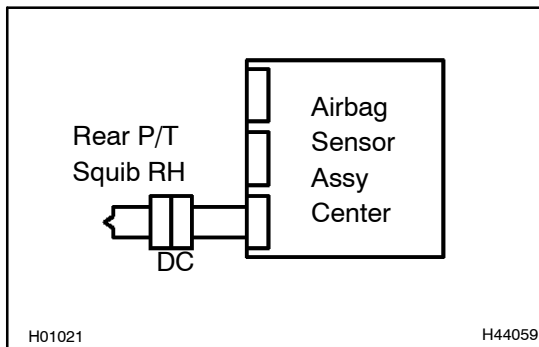 Rear P/T
Squib RH
DC
Airbag
Sensor
Assy
Center
H01021
H44059